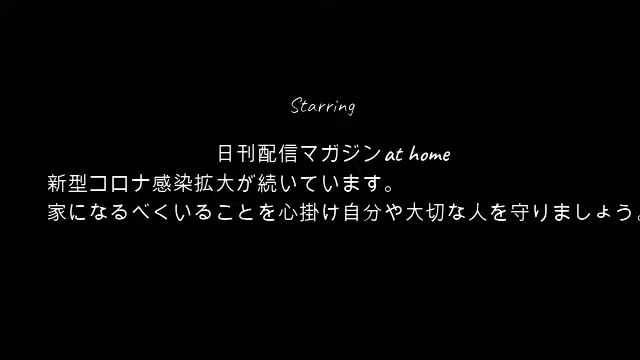 Starring
日刊配信マガジンat home
新型コロナ感染拡大が続いています。
家になるべくいることを心掛け自分や大切な人を守りましょう。